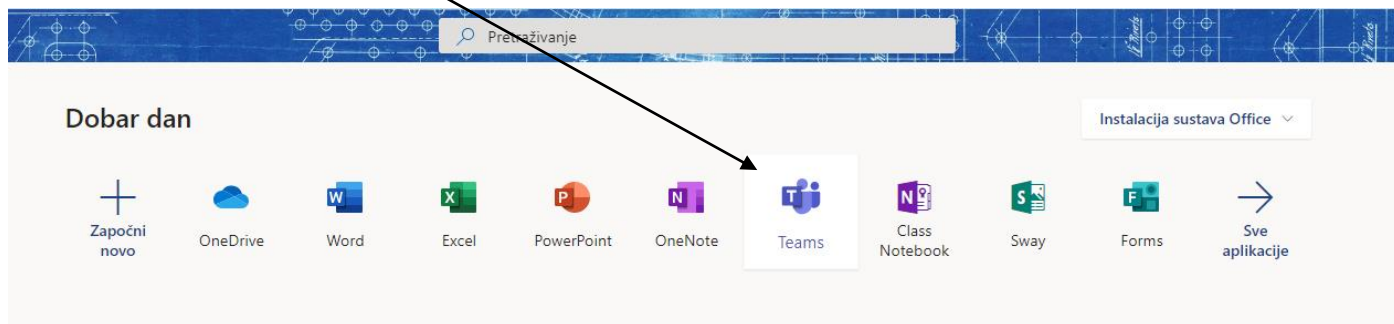 Pretraživanje
Dobar dan
Instalacija sustava Office
Započni
novo
OneDrive
Word
Excel
PowerPoint
OneNote
Teams
Class
Notebook
Sway
Forms
Sve
aplikacije